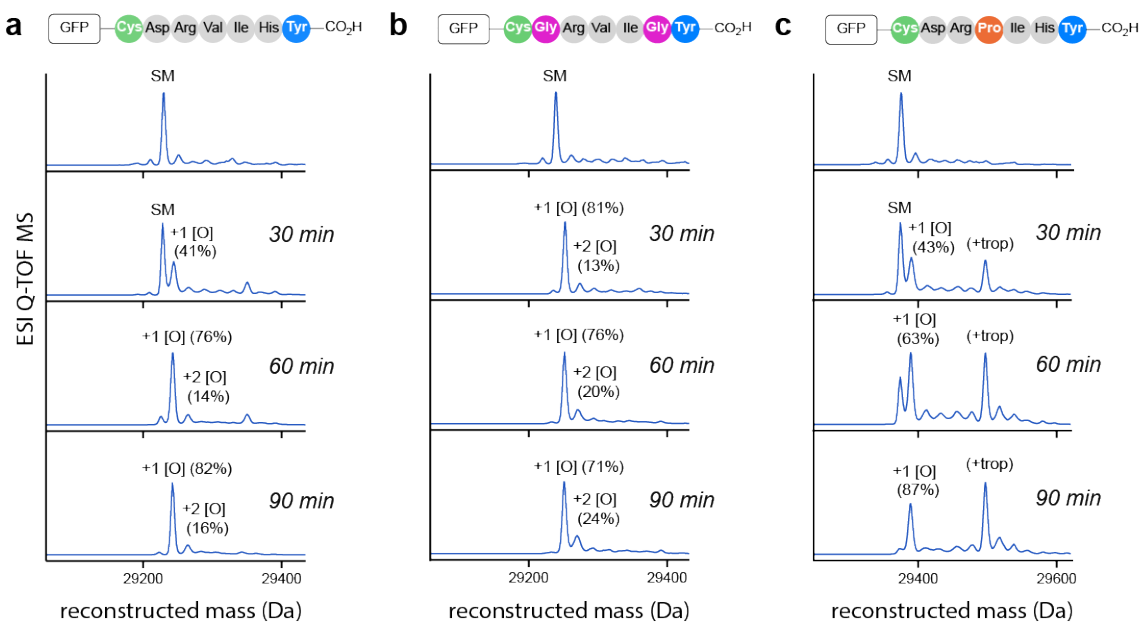 a
GFP Cys Asp Arg Val Ile His Tyr CO₂H
b
GFP Cys Gly Arg Val Ile Gly Tyr CO₂H
c
GFP Cys Asp Arg Pro Ile His Tyr CO₂H
ESI Q-TOF MS
SM
SM
+1 [O]
(41%)
30 min
+1 [O] (76%)
+2 [O]
(14%)
60 min
+1 [O] (82%)
+2 [O]
(16%)
90 min
29200 29400
reconstructed mass (Da)
SM
+1 [O] (81%)
+2 [O]
(13%)
30 min
+1 [O] (76%)
+2 [O]
(20%)
60 min
+1 [O] (71%)
+2 [O]
(24%)
90 min
29200 29400
reconstructed mass (Da)
SM
SM
+1 [O]
(43%)
(+trop)
30 min
+1 [O]
(63%)
(+trop)
60 min
+1 [O]
(87%)
(+trop)
90 min
29400 29600
reconstructed mass (Da)